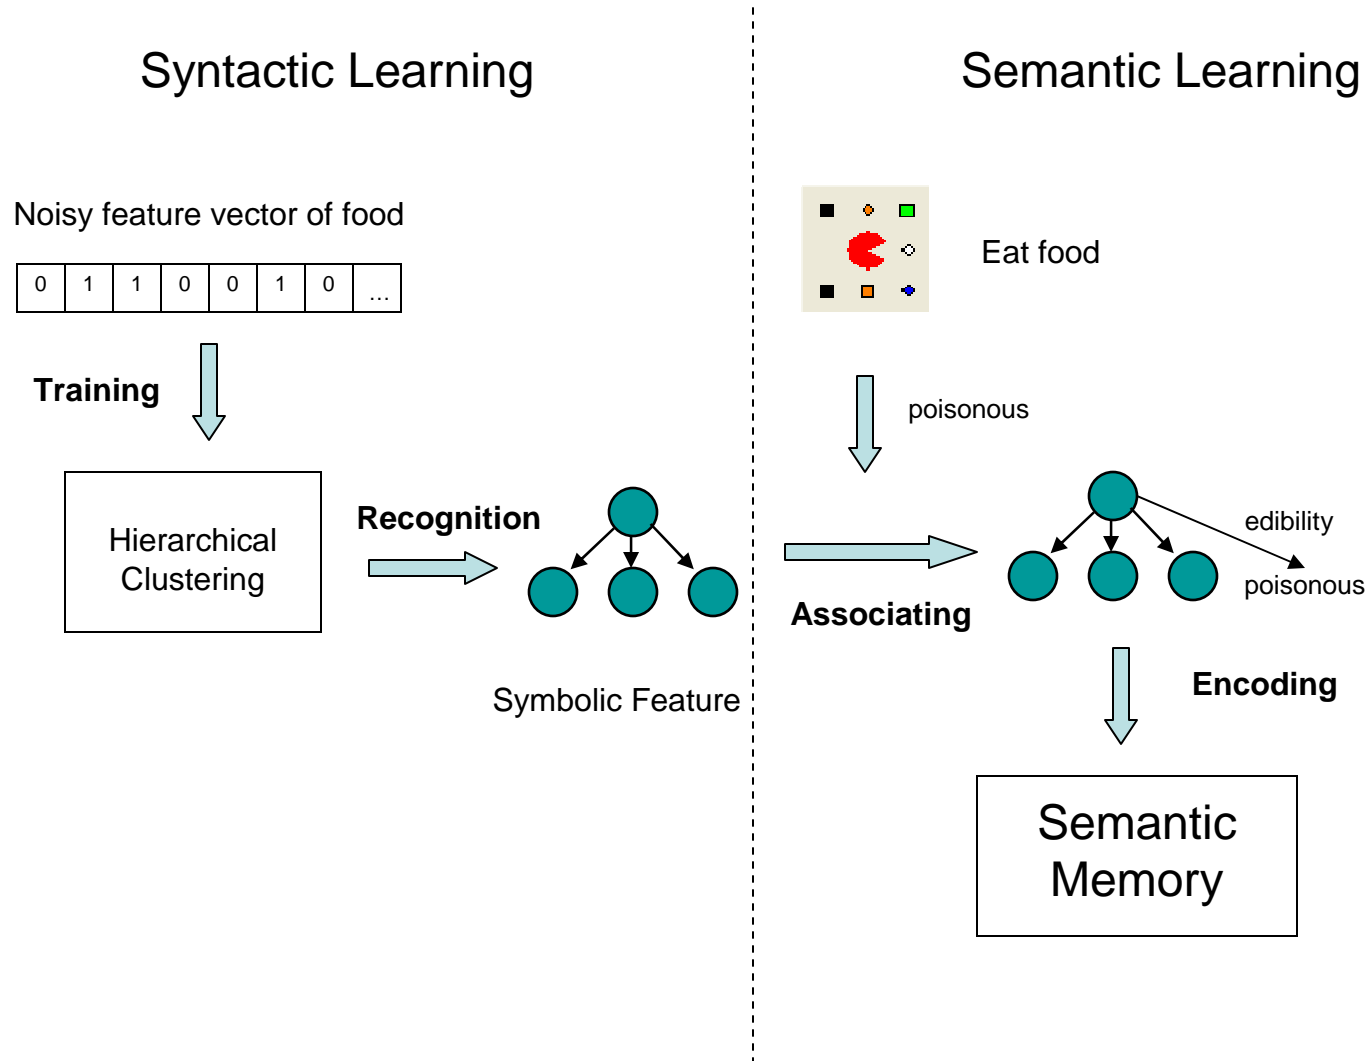 Syntactic Learning
Noisy feature vector of food
0 1 1 0 0 1 0 ...
Training
Hierarchical
Clustering
Recognition
Symbolic Feature
Semantic Learning
Eat food
poisonous
Associating
edibility
poisonous
Encoding
Semantic
Memory